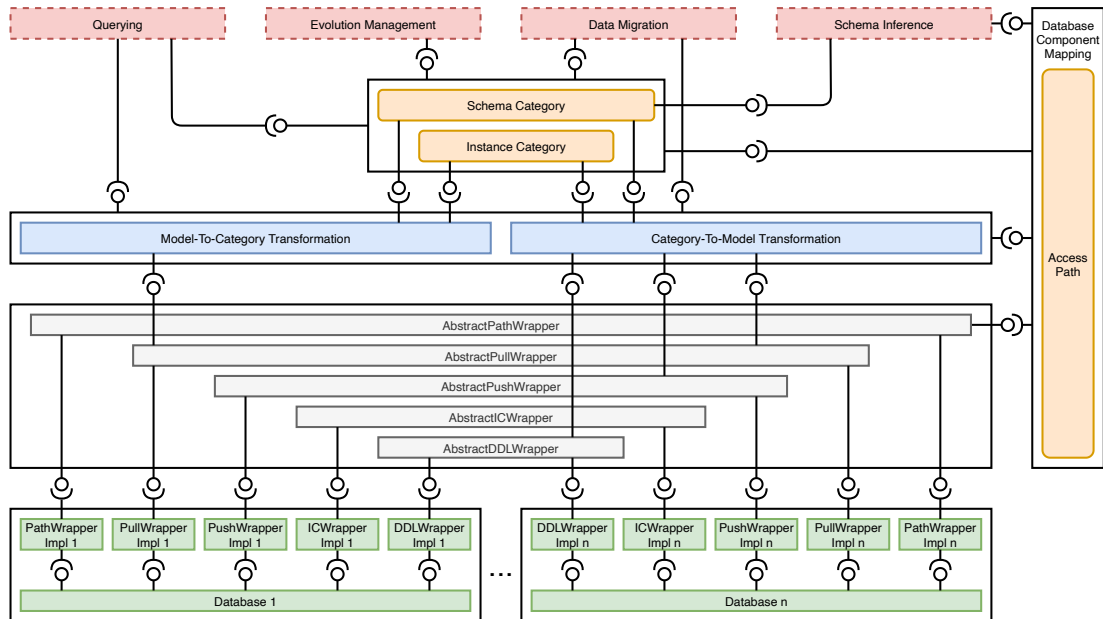 Querying
Evolution Management
Data Migration
Schema Inference
Database
Component
Mapping
Schema Category
Instance Category
Model-To-Category Transformation
Category-To-Model Transformation
Access
Path
AbstractPathWrapper
AbstractPullWrapper
AbstractPushWrapper
AbstractICWrapper
AbstractDDLWrapper
PathWrapper
Impl 1
PullWrapper
Impl 1
PushWrapper
Impl 1
ICWrapper
Impl 1
DDLWrapper
Impl 1
DDLWrapper
Impl n
ICWrapper
Impl n
PushWrapper
Impl n
PullWrapper
Impl n
PathWrapper
Impl n
...
Database 1
Database n